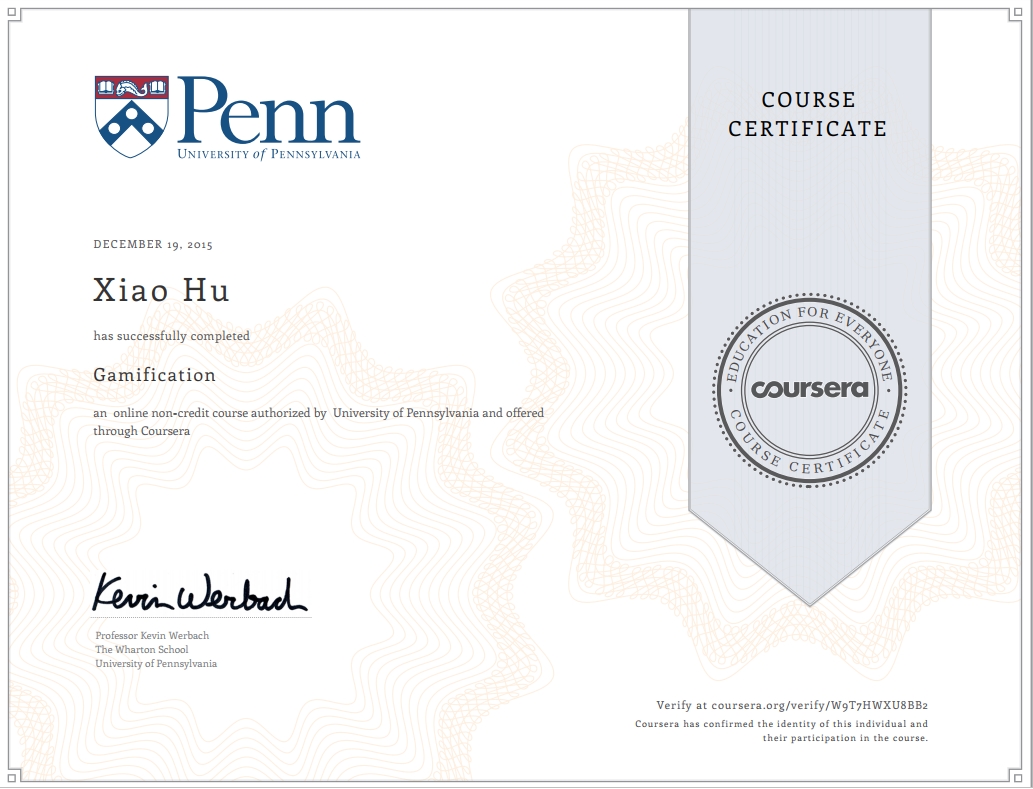 Penn
UNIVERSITY of PENNSYLVANIA
COURSE
CERTIFICATE
DECEMBER 19, 2015
Xiao Hu
has successfully completed
Gamification
an online non-credit course authorized by University of Pennsylvania and offered
through Coursera
EDUCATION FOR EVERYONE
coursera
COURSE CERTIFICATE
Kevin Werbach
Professor Kevin Werbach
The Wharton School
University of Pennsylvania
Verify at coursera.org/verify/W9T7HWXU8BB2
Coursera has confirmed the identity of this individual and
their participation in the course.